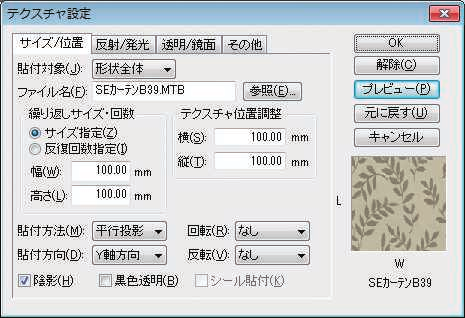 テクスチャ設定
サイズ/位置 反射/発光 透明/鏡面 その他
貼付対象(J): 形状全体
ファイル名(F): SEカーテンB39.MTB 参照(E)...
繰り返しサイズ・回数
サイズ指定(Z)
反復回数指定(I)
幅(W): 100.00 mm
高さ(L): 100.00 mm
テクスチャ位置調整
横(S): 100.00 mm
縦(T): 100.00 mm
貼付方法(M): 平行投影 回転(R): なし
貼付方向(D): Y軸方向 反転(V): なし
陰影(H) 黒色透明(B) シール貼付(K)
OK
解除(C)
プレビュー(P)
元に戻す(U)
キャンセル
L
W
SEカーテンB39